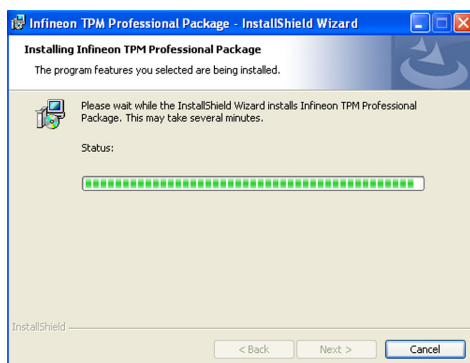 Infineon TPM Professional Package - InstallShield Wizard
Installing Infineon TPM Professional Package
The program features you selected are being installed.
Please wait while the InstallShield Wizard installs Infineon TPM Professional
Package. This may take several minutes.
Status:
InstallShield
< Back
Next >
Cancel